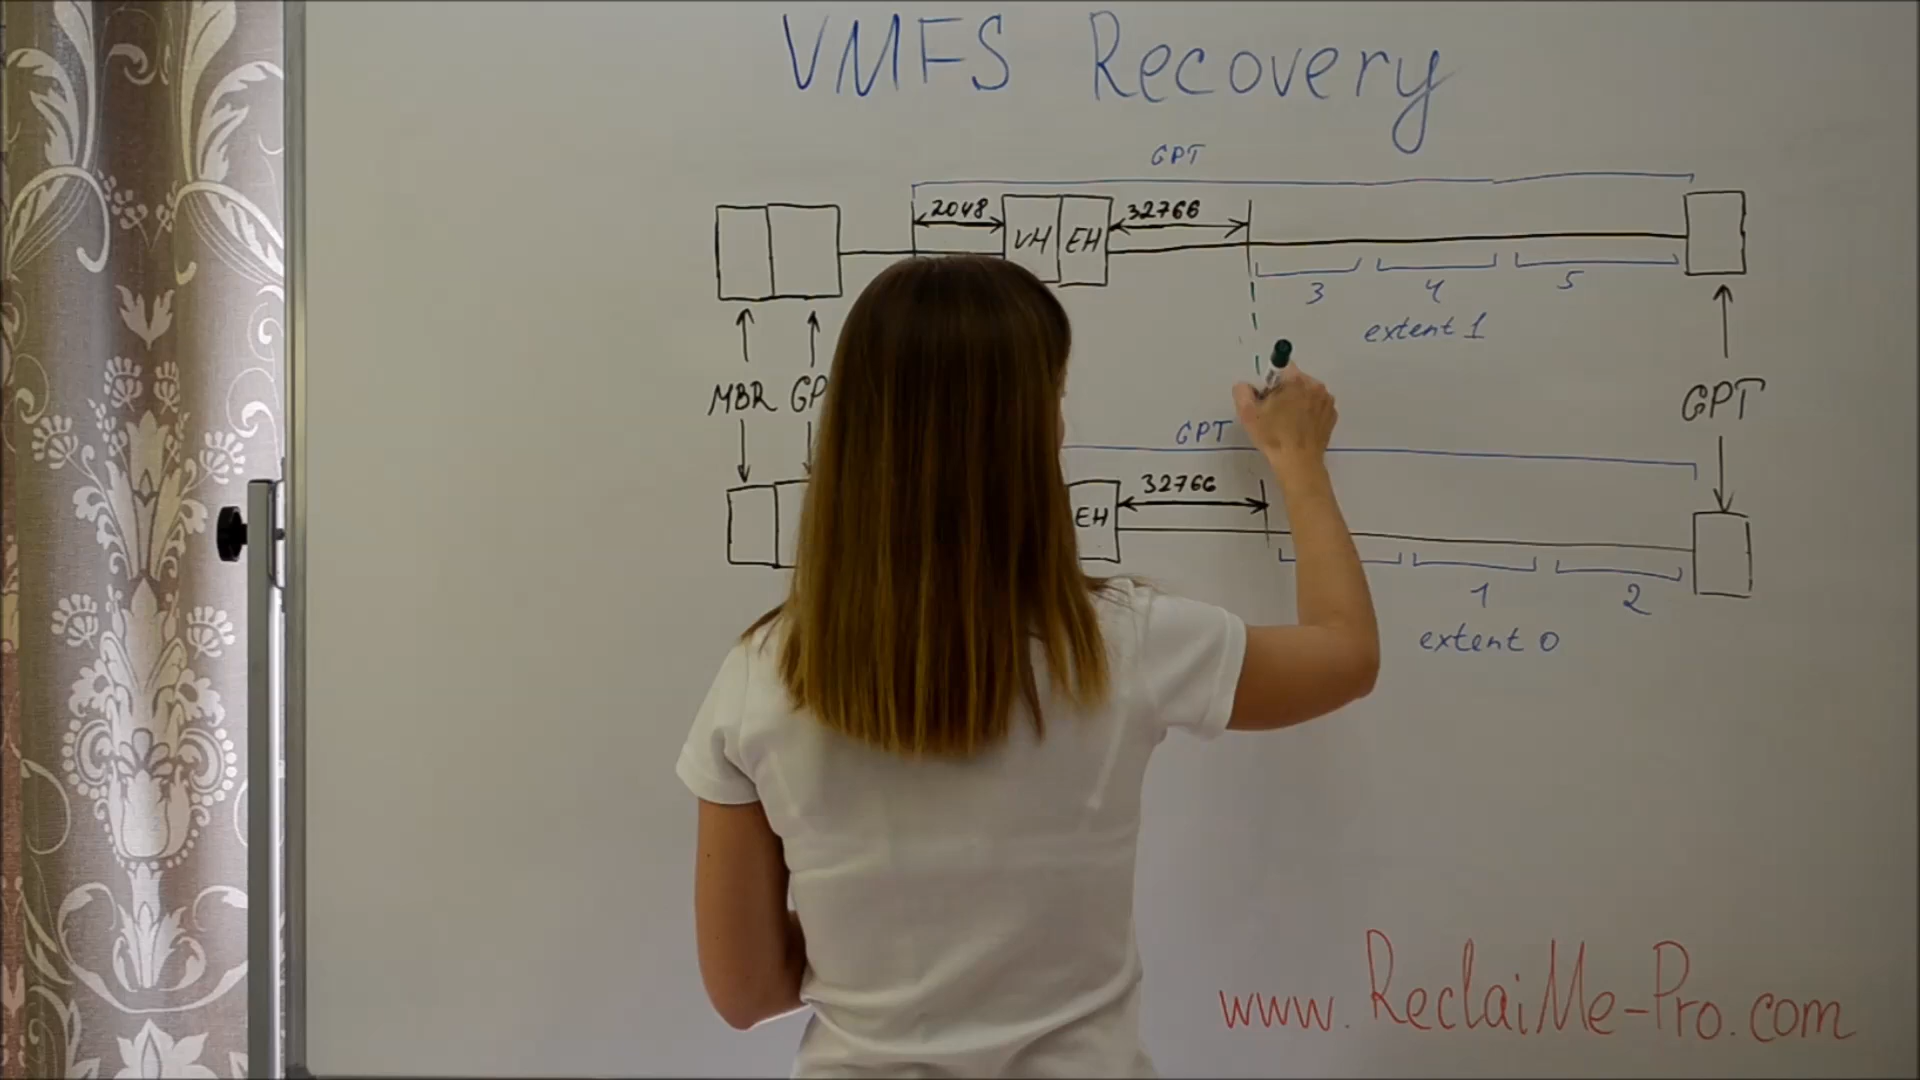 VMFS Recovery
GPT
2048 32766
VH EH
3 4 5
extent 1
MBR GP GPT
GPT
32766
EH
1 2
extent 0
www.ReclaiMe-Pro.com